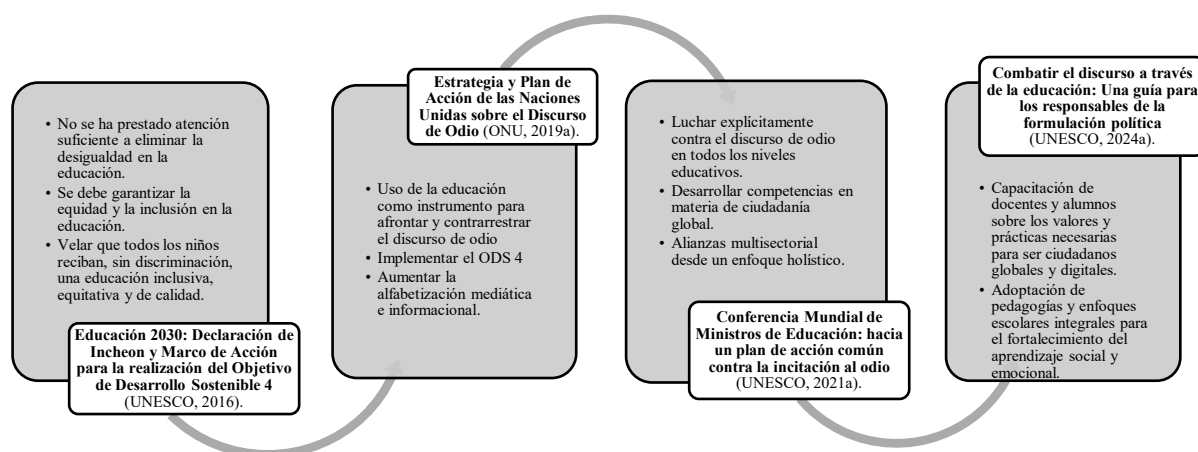 • No se ha prestado atención
suficiente a eliminar la
desigualdad en la
educación.
• Se debe garantizar la
equidad y la inclusión en la
educación.
• Velar que todos los niños
reciban, sin discriminación,
una educación inclusiva,
equitativa y de calidad.
Educación 2030: Declaración de
Incheon y Marco de Acción
para la realización del Objetivo
de Desarrollo Sostenible 4
(UNESCO, 2016).
Estrategia y Plan de
Acción de las Naciones
Unidas sobre el Discurso
de Odio (ONU, 2019a).
• Uso de la educación
como instrumento para
afrontar y contrarrestrar
el discurso de odio
• Implementar el ODS 4
• Aumentar la
alfabetización mediática
e informacional.
• Luchar explícitamente
contra el discurso de odio
en todos los niveles
educativos.
• Desarrollar competencias en
materia de ciudadanía
global.
• Alianzas multisectorial
desde un enfoque holístico.
Conferencia Mundial de
Ministros de Educación: hacia
un plan de acción común
contra la incitación al odio
(UNESCO, 2021a).
Combatir el discurso a través
de la educación: Una guía para
los responsables de la
formulación política
(UNESCO, 2024a).
• Capacitación de
docentes y alumnos
sobre los valores y
prácticas necesarias
para ser ciudadanos
globales y digitales.
• Adopción de
pedagogías y enfoques
escolares integrales para
el fortalecimiento del
aprendizaje social y
emocional.